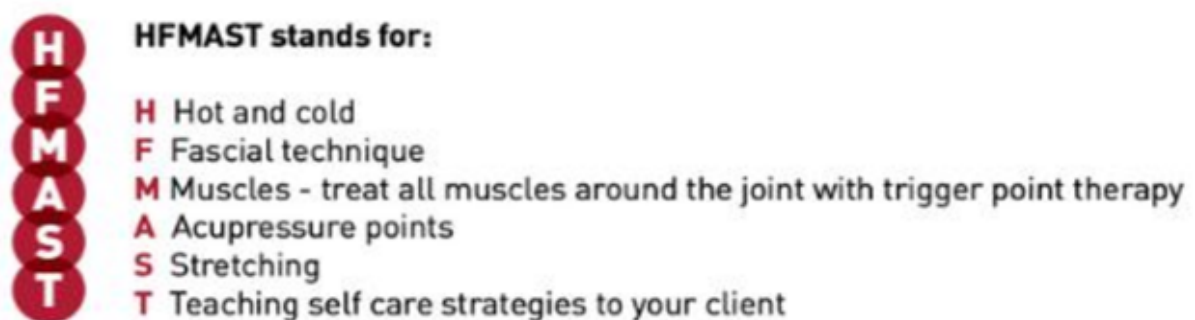 H
F
M
A
S
T
HFMAST stands for:
H Hot and cold
F Fascial technique
M Muscles - treat all muscles around the joint with trigger point therapy
A Acupressure points
S Stretching
T Teaching self care strategies to your client